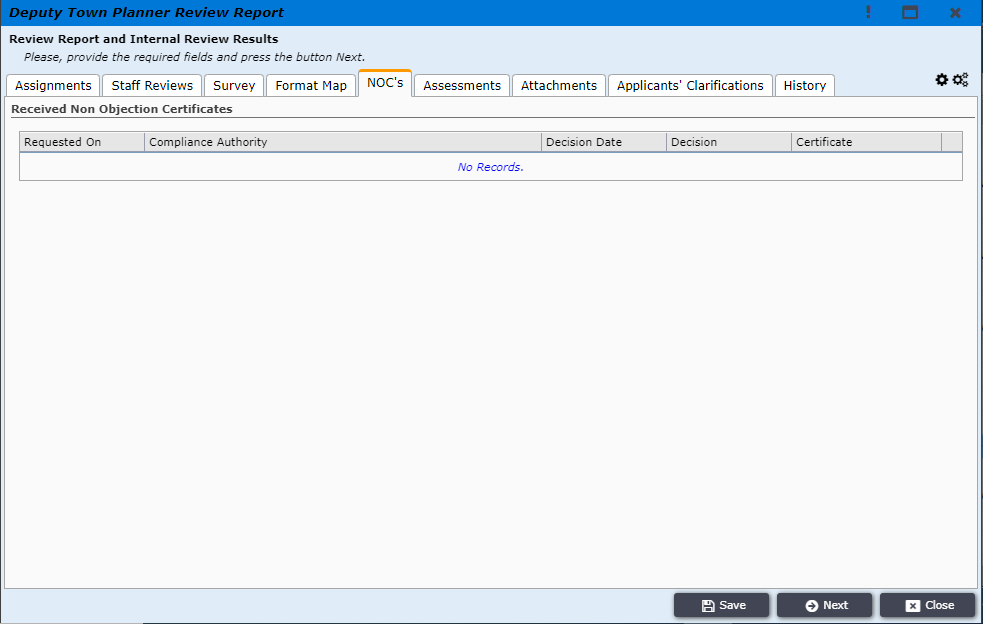 Deputy Town Planner Review Report
Review Report and Internal Review Results
Please, provide the required fields and press the button Next.
Assignments Staff Reviews Survey Format Map NOC's Assessments Attachments Applicants' Clarifications History
Received Non Objection Certificates
Requested On Compliance Authority Decision Date Decision Certificate
No Records.
Save Next Close